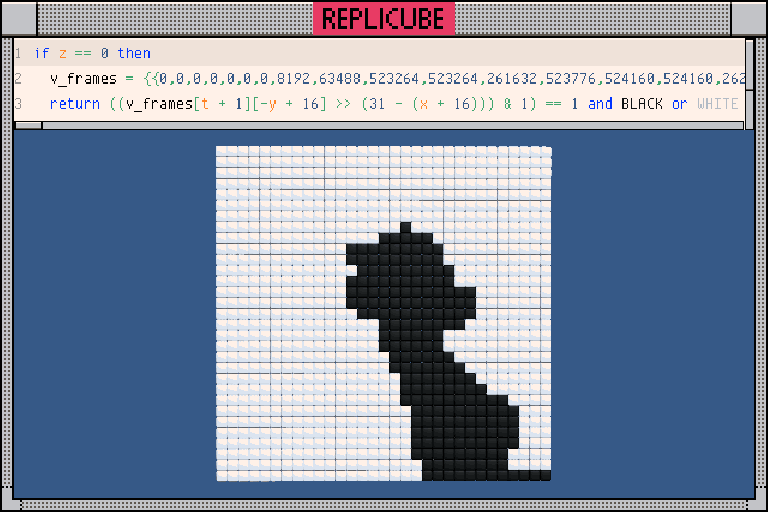 REPLICUBE
1 if z == 0 then
2 v_frames = {{0,0,0,0,0,0,0,8192,63488,523264,523264,261632,523776,524160,524160,262
3 return ((v_frames[t + 1][-y + 16] >> (31 - (x + 16))) & 1) == 1 and BLACK or WHITE